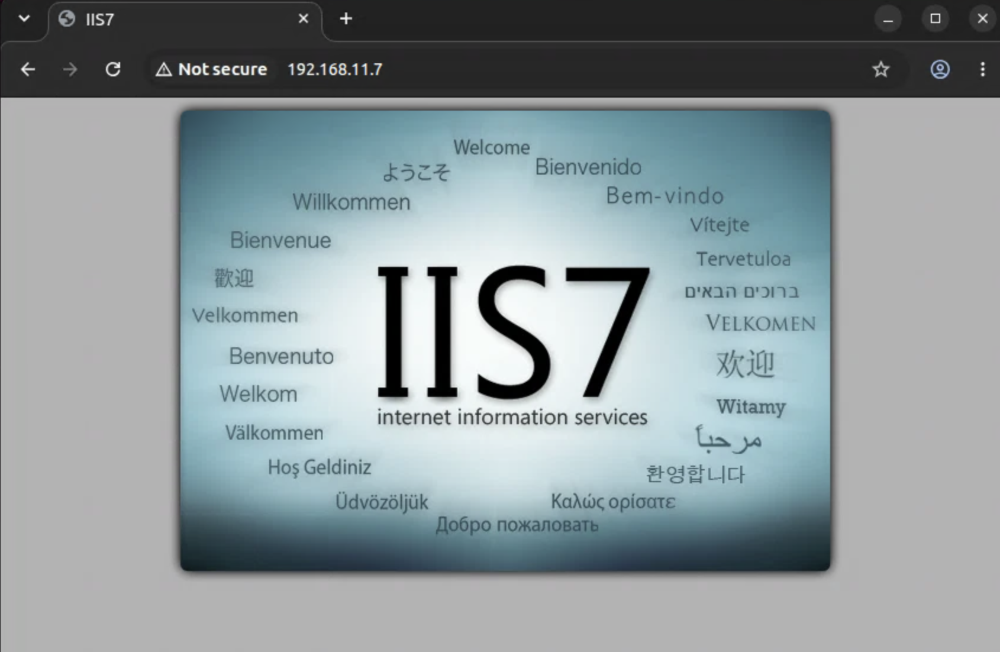 IIS7
Not secure 192.168.11.7
Welcome
ようこそ
Bienvenido
Willkommen
Bem-vindo
Vítejte
Bienvenue
Tervetuloa
歡迎
ברוכים הבאים
Velkommen
VELKOMEN
IIS7
Benvenuto
欢迎
Welkom
Witamy
internet information services
Välkommen
مرحباً
Hoş Geldiniz
환영합니다
Üdvözöljük
Καλώς ορίσατε
Добро пожаловать